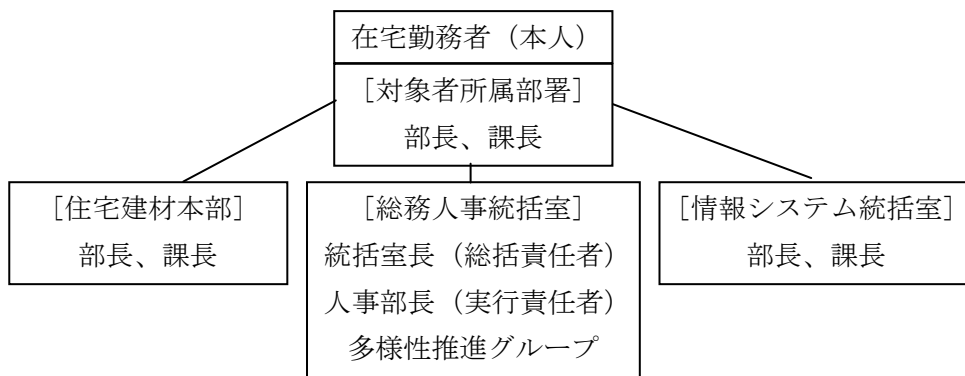 在宅勤務者（本人）
［対象者所属部署］
部長、課長
［住宅建材本部］
部長、課長
［総務人事統括室］
統括室長（総括責任者）
人事部長（実行責任者）
多様性推進グループ
［情報システム統括室］
部長、課長